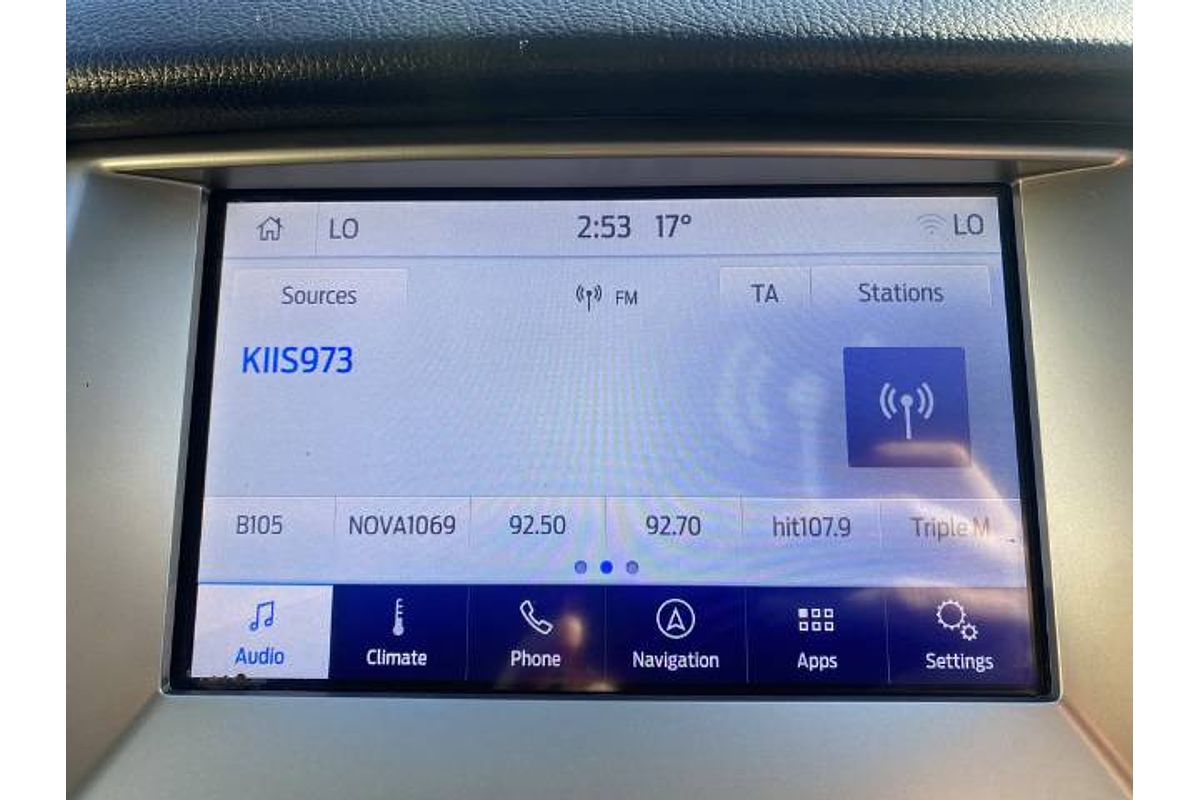 LO 2:53 17° LO
Sources FM TA Stations
KIIS973
B105 NOVA1069 92.50 92.70 hit107.9 Triple M
Audio Climate Phone Navigation Apps Settings